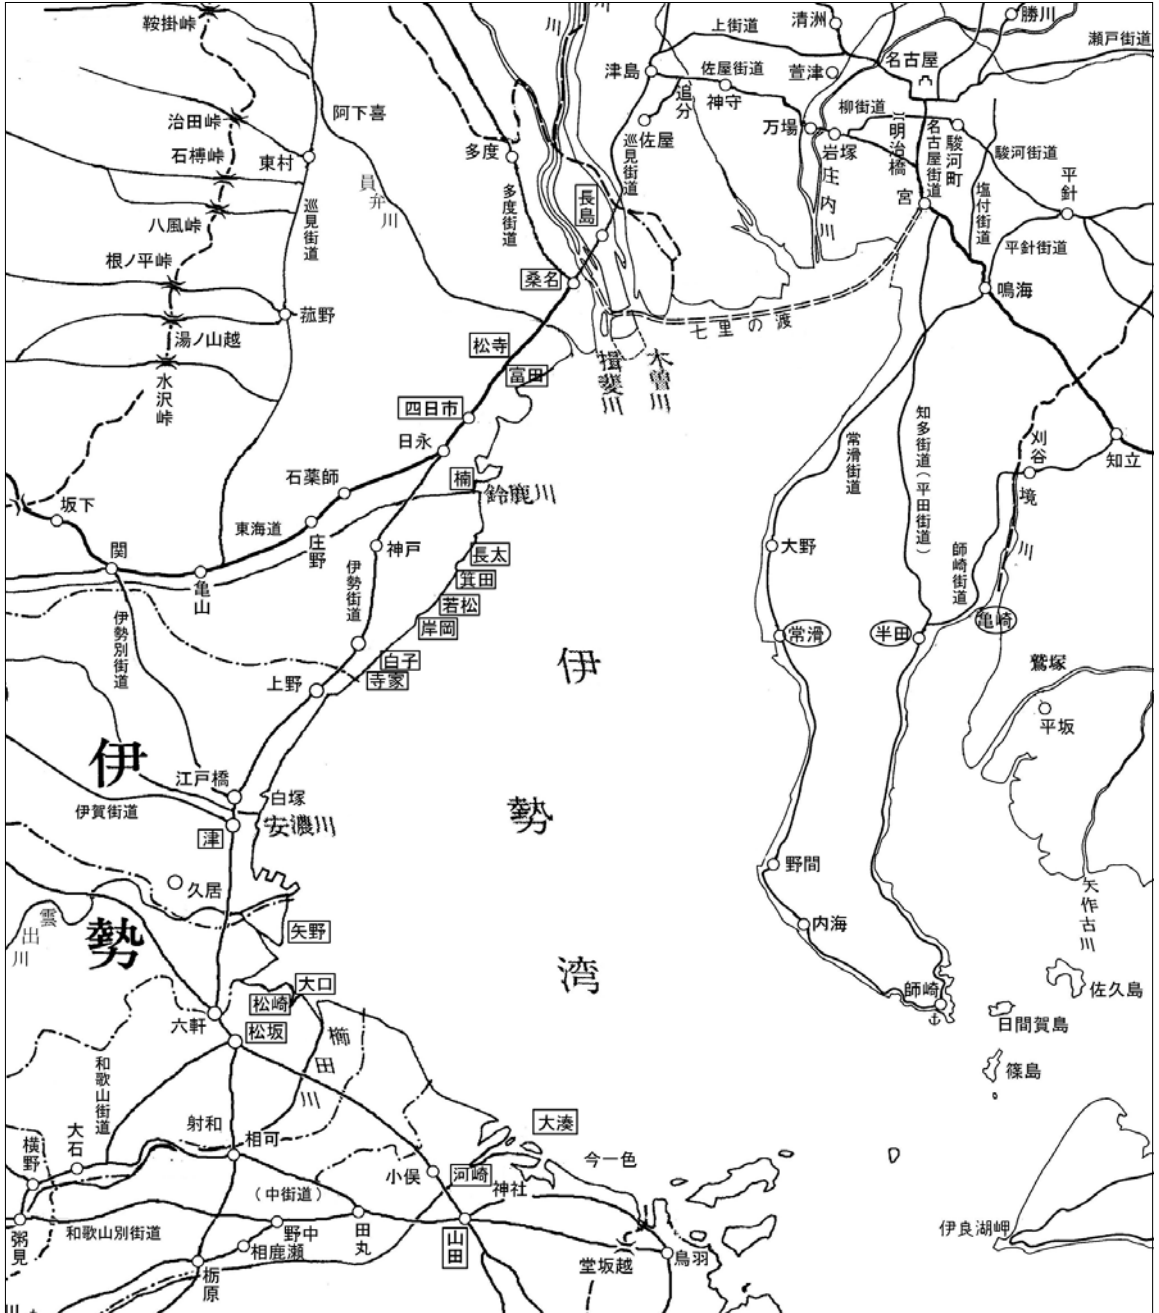 鞍掛峠
治田峠
石榑峠
八風峠
根ノ平峠
湯ノ山越
水沢峠
阿下喜
東村
員弁川
巡見街道
菰野
多度
多度街道
桑名
長島
川
川
津島
佐屋
追分
巡見街道
佐屋街道
神守
上街道
清洲
萱津
万場
岩塚
庄内川
柳街道
名古屋
勝川
瀬戸街道
明治橋
名古屋街道
駿河町
駿河街道
塩付街道
平針
平針街道
宮
鳴海
七里の渡
揖斐川
木曽川
松寺
富田
四日市
日永
楠
鈴鹿川
石薬師
東海道
庄野
亀山
関
坂下
神戸
伊勢街道
伊勢別街道
長太
箕田
若松
岸岡
白子
寺家
上野
知多街道(平田街道)
常滑街道
刈谷
知立
境川
師崎街道
大野
常滑
半田
亀崎
鷲塚
平坂
伊勢湾
伊勢
江戸橋
白塚
伊賀街道
安濃川
津
久居
雲出川
矢野
野間
内海
師崎
矢作古川
佐久島
日間賀島
篠島
大口
松崎
松坂
六軒
櫛田川
和歌山街道
射和
相可
大石
横野
粥見
(中街道)
和歌山別街道
野中
相鹿瀬
栃原
田丸
小俣
河崎
神社
大湊
今一色
山田
堂坂越
鳥羽
伊良湖岬
川